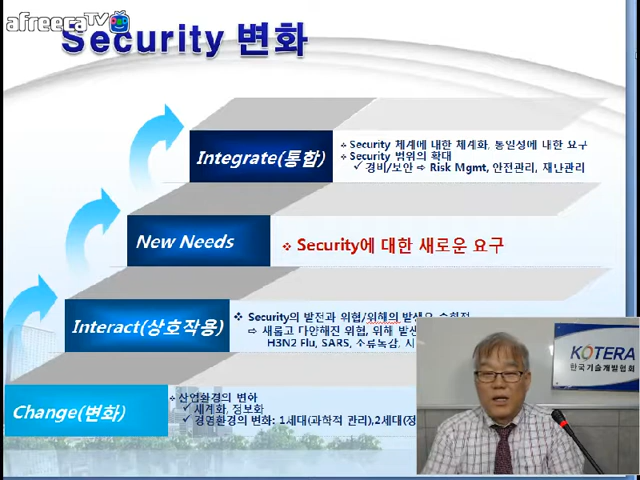 afreecaTV
Security 변화
Integrate(통합)
❖ Security 체계에 대한 체계화, 통일성에 대한 요구
❖ Security 범위의 확대
✓ 경비/보안 ⇨ Risk Mgmt, 안전관리, 재난관리
New Needs
❖ Security에 대한 새로운 요구
Interact(상호작용)
❖ Security의 발전과 위협/위해의 발생은
⇨ 새롭고 다양해진 위협, 위해
H3N2 Flu, SARS, 조류독감,
Change(변화)
❖ 산업환경의 변화
✓ 세계화, 정보화
✓ 경영환경의 변화: 1세대(과학적 관리),2세대
KOTERA
한국기술개발협회